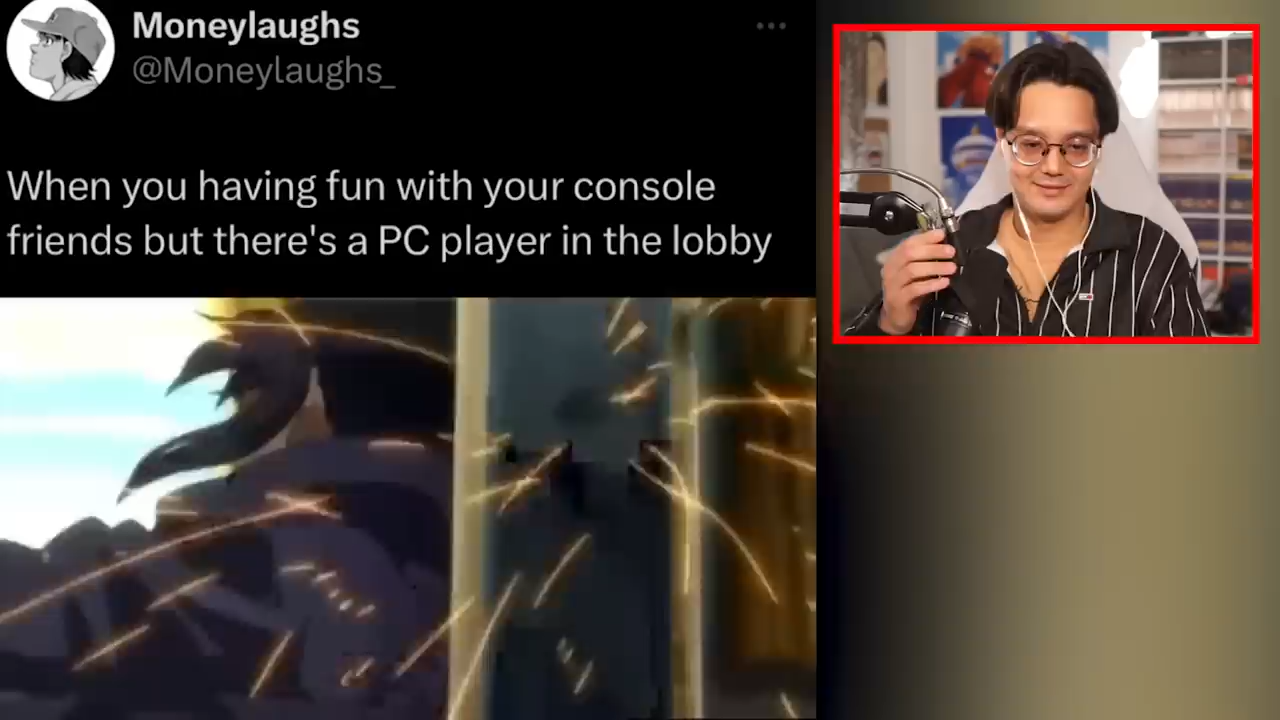 Moneylaughs
@Moneylaughs_
When you having fun with your console
friends but there's a PC player in the lobby